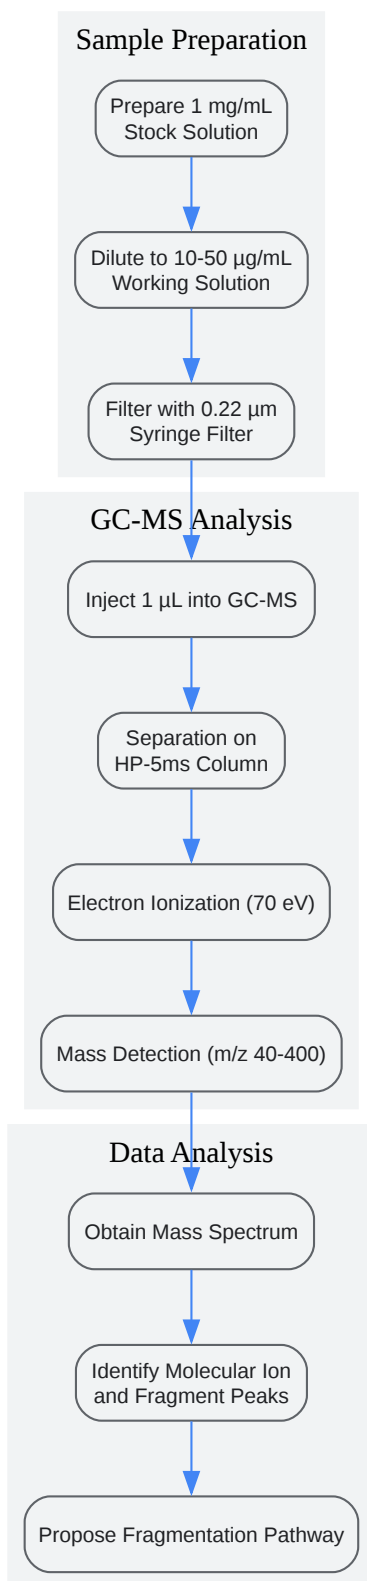 Sample Preparation
Prepare 1 mg/mL
Stock Solution
Dilute to 10-50 µg/mL
Working Solution
Filter with 0.22 µm
Syringe Filter
GC-MS Analysis
Inject 1 µL into GC-MS
Separation on
HP-5ms Column
Electron Ionization (70 eV)
Mass Detection (m/z 40-400)
Data Analysis
Obtain Mass Spectrum
Identify Molecular Ion
and Fragment Peaks
Propose Fragmentation Pathway